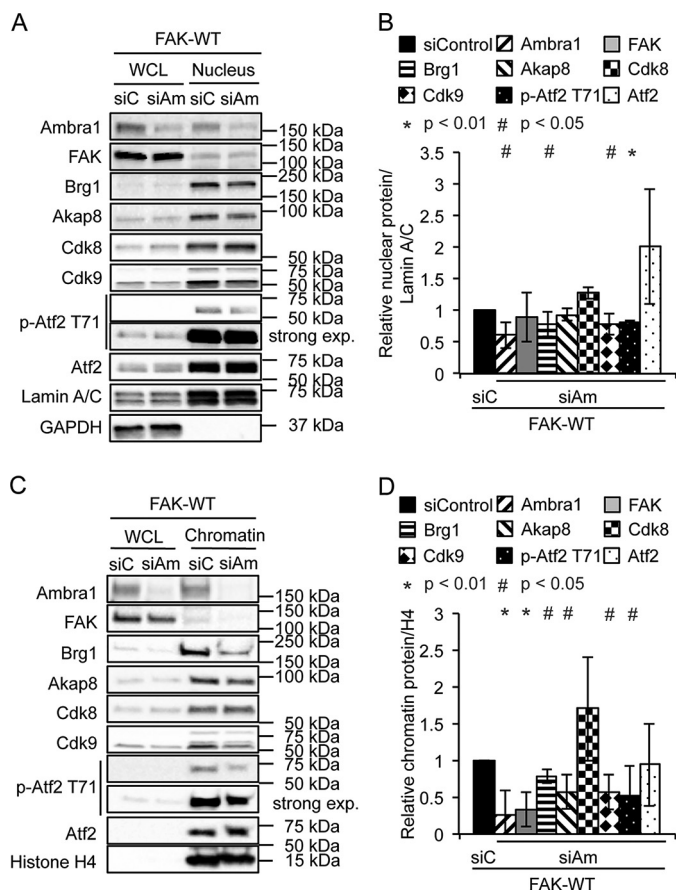 A
FAK-WT
WCL Nucleus
siC siAm siC siAm
Ambra1
150 kDa
FAK
150 kDa
100 kDa
Brg1
250 kDa
150 kDa
Akap8
100 kDa
Cdk8
50 kDa
Cdk9
75 kDa
50 kDa
p-Atf2 T71
75 kDa
50 kDa
strong exp.
Atf2
75 kDa
50 kDa
Lamin A/C
75 kDa
GAPDH
37 kDa
B
siControl Ambra1 FAK
Brg1 Akap8 Cdk8
Cdk9 p-Atf2 T71 Atf2
* p < 0.01 # p < 0.05
# # # *
Relative nuclear protein/
Lamin A/C
3.5
3
2.5
2
1.5
1
0.5
0
siC siAm
FAK-WT
C
FAK-WT
WCL Chromatin
siC siAm siC siAm
Ambra1
150 kDa
FAK
150 kDa
100 kDa
Brg1
250 kDa
150 kDa
Akap8
100 kDa
Cdk8
50 kDa
Cdk9
75 kDa
50 kDa
p-Atf2 T71
75 kDa
50 kDa
strong exp.
Atf2
75 kDa
50 kDa
Histone H4
15 kDa
D
siControl Ambra1 FAK
Brg1 Akap8 Cdk8
Cdk9 p-Atf2 T71 Atf2
* p < 0.01 # p < 0.05
* * # # # #
Relative chromatin protein/H4
3
2.5
2
1.5
1
0.5
0
siC siAm
FAK-WT